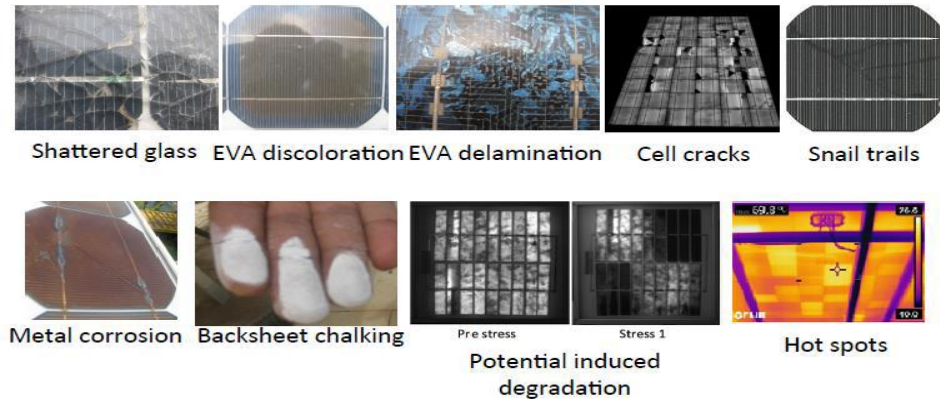 Shattered glass
EVA discoloration
EVA delamination
Cell cracks
Snail trails
Metal corrosion
Backsheet chalking
Pre stress
Stress 1
Potential induced
degradation
Hot spots